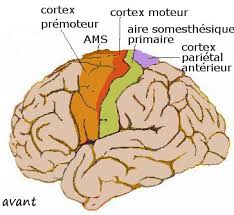 cortex
prémoteur
AMS
cortex moteur
aire somesthésique
primaire
cortex
pariétal
antérieur
avant